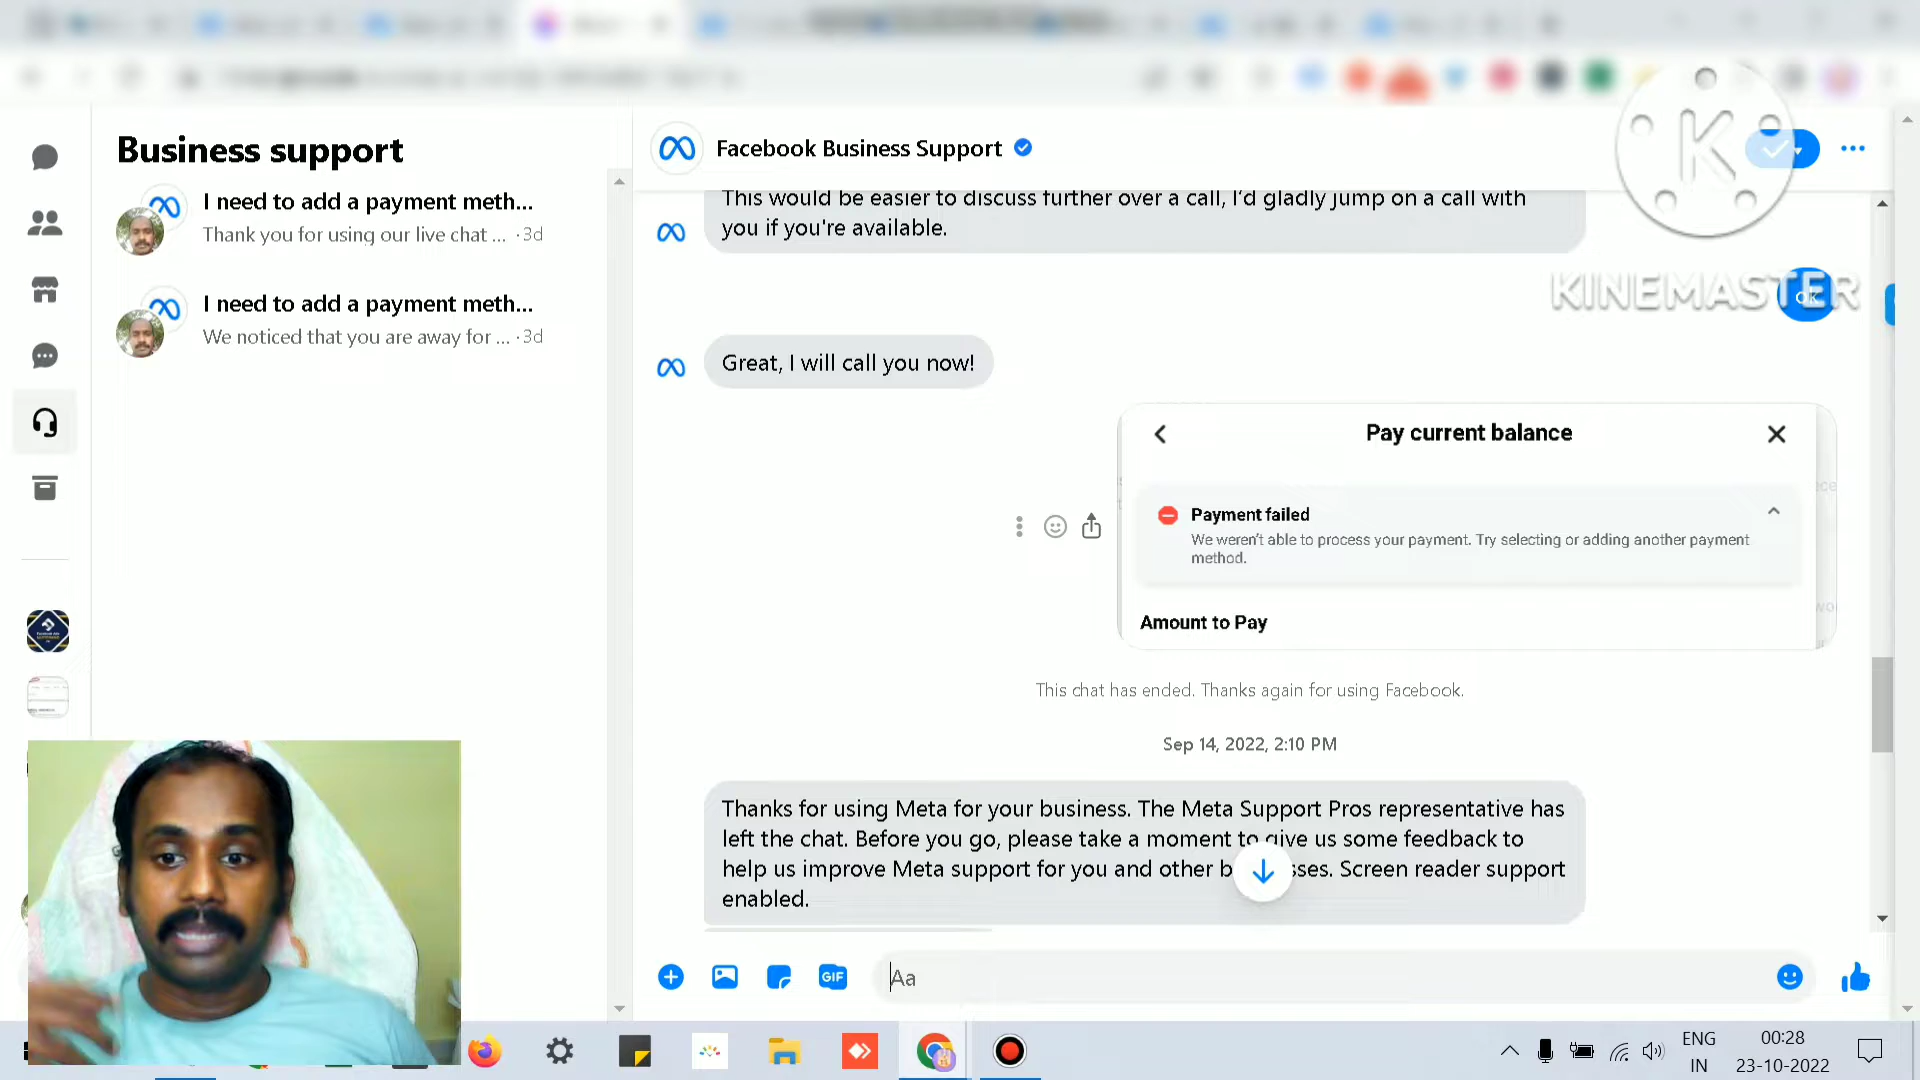 Business support
I need to add a payment meth...
Thank you for using our live chat ... · 3d
I need to add a payment meth...
We noticed that you are away for ... · 3d
Facebook Business Support
This would be easier to discuss further over a call, I'd gladly jump on a call with
you if you're available.
K
KINEMASTER
Great, I will call you now!
Pay current balance
Payment failed
We weren't able to process your payment. Try selecting or adding another payment
method.
Amount to Pay
This chat has ended. Thanks again for using Facebook.
Sep 14, 2022, 2:10 PM
Thanks for using Meta for your business. The Meta Support Pros representative has
left the chat. Before you go, please take a moment to give us some feedback to
help us improve Meta support for you and other sses. Screen reader support
enabled.
GIF
Aa
ENG
IN
00:28
23-10-2022